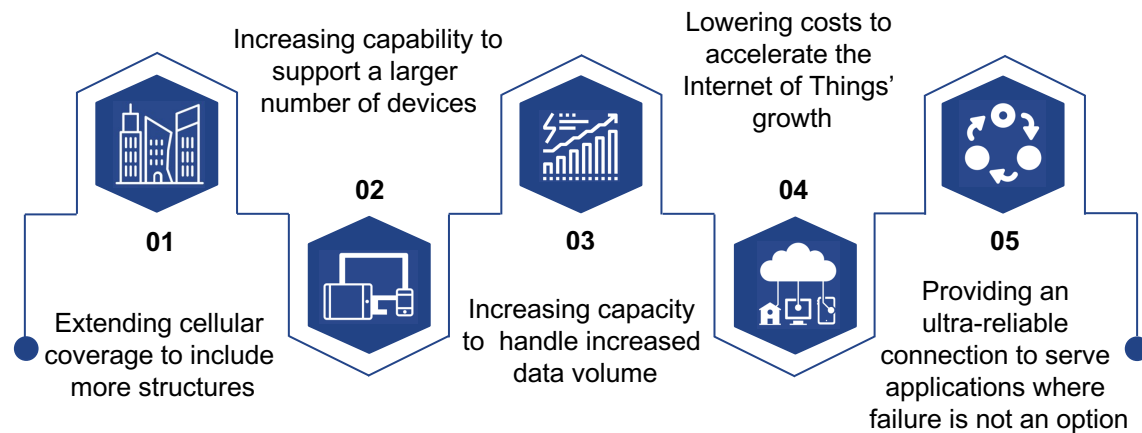 01
Extending cellular
coverage to include
more structures
Increasing capability to
support a larger
number of devices
02
03
Increasing capacity
to handle increased
data volume
Lowering costs to
accelerate the
Internet of Things’
growth
04
05
Providing an
ultra-reliable
connection to serve
applications where
failure is not an option